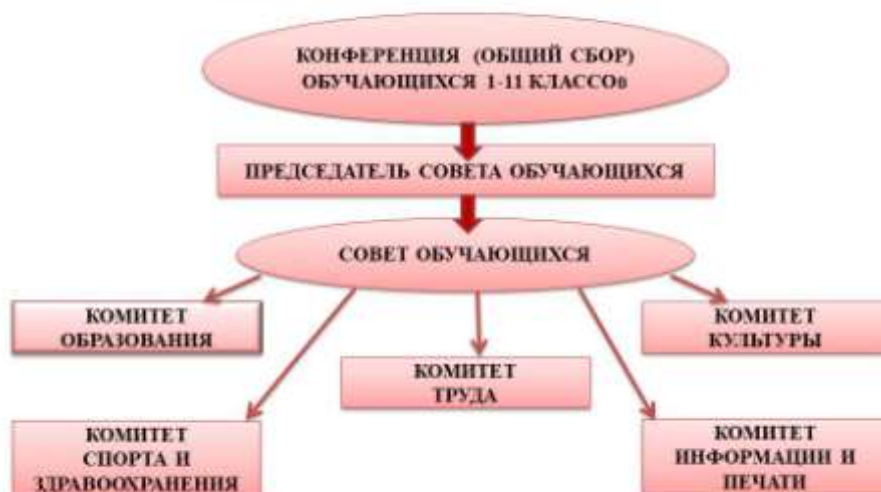 КОНФЕРЕНЦИЯ (ОБЩИЙ СБОР)
ОБУЧАЮЩИХСЯ 1-11 КЛАССОв
ПРЕДСЕДАТЕЛЬ СОВЕТА ОБУЧАЮЩИХСЯ
СОВЕТ ОБУЧАЮЩИХСЯ
КОМИТЕТ
ОБРАЗОВАНИЯ
КОМИТЕТ
КУЛЬТУРЫ
КОМИТЕТ
ТРУДА
КОМИТЕТ
СПОРТА И
ЗДРАВООХРАНЕНИЯ
КОМИТЕТ
ИНФОРМАЦИИ И
ПЕЧАТИ